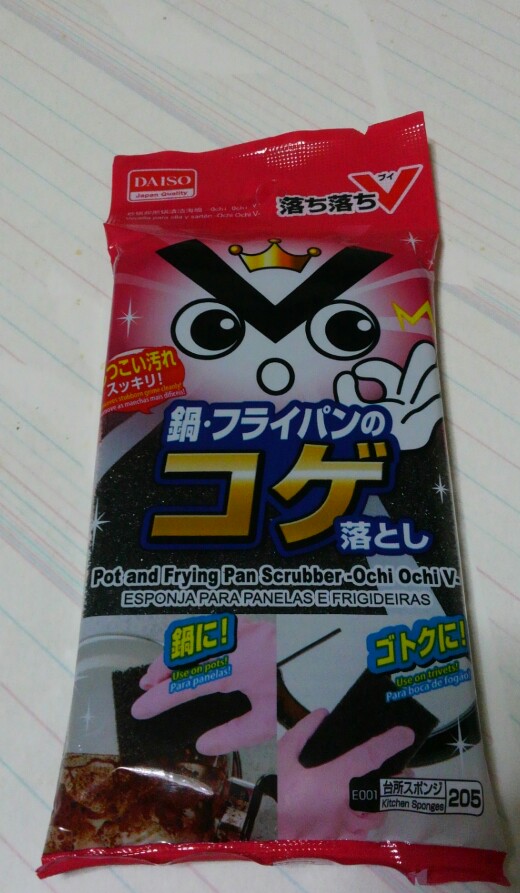 DAISO
Japan Quality
落ち落ちV
ブイ
つこい汚れ
スッキリ!
鍋・フライパンの
コゲ
落とし
Pot and Frying Pan Scrubber -Ochi Ochi V-
ESPONJA PARA PANELAS E FRIGIDEIRAS
鍋に!
Use on pots!
Para panelas!
ゴトクに!
Use on trivets!
Para boca de fogão!
E001
台所スポンジ
Kitchen Sponges
205